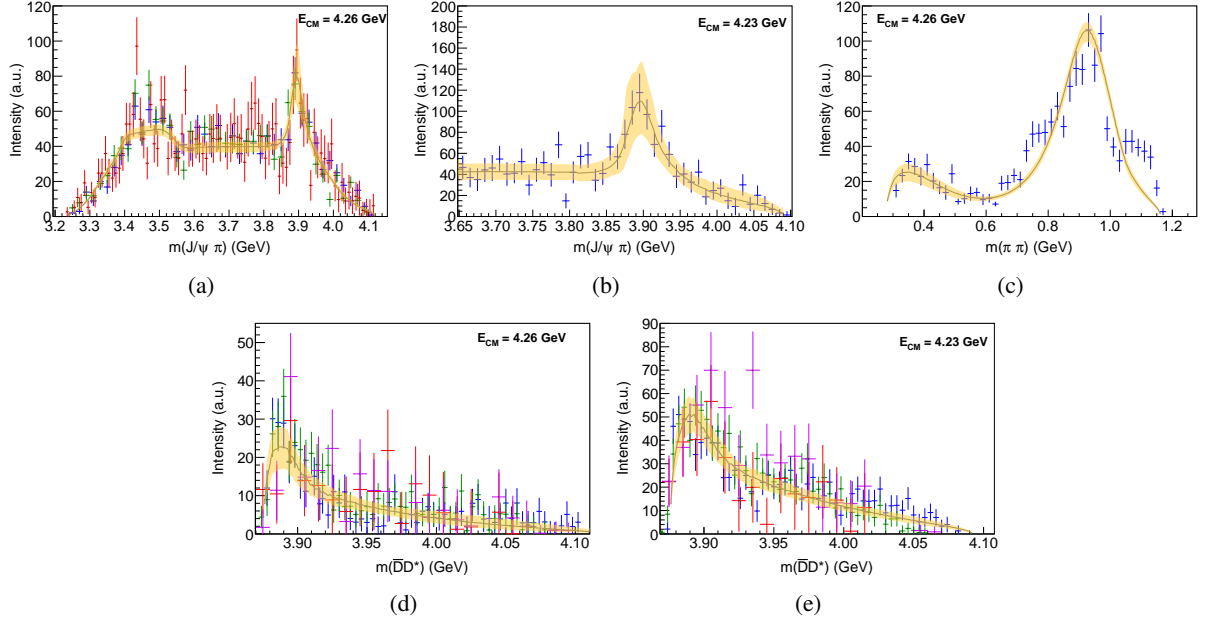 120
100
80
60
40
20
0
Intensity (a.u.)
E_CM = 4.26 GeV
3.2 3.3 3.4 3.5 3.6 3.7 3.8 3.9 4.0 4.1
m(J/ψ π) (GeV)
(a)
200
180
160
140
120
100
80
60
40
20
0
Intensity (a.u.)
E_CM = 4.23 GeV
3.65 3.70 3.75 3.80 3.85 3.90 3.95 4.00 4.05 4.10
m(J/ψ π) (GeV)
(b)
120
100
80
60
40
20
0
Intensity (a.u.)
E_CM = 4.26 GeV
0.4 0.6 0.8 1.0 1.2
m(π π) (GeV)
(c)
50
40
30
20
10
0
Intensity (a.u.)
E_CM = 4.26 GeV
3.90 3.95 4.00 4.05 4.10
m(D̅D*) (GeV)
(d)
90
80
70
60
50
40
30
20
10
0
Intensity (a.u.)
E_CM = 4.23 GeV
3.90 3.95 4.00 4.05 4.10
m(D̅D*) (GeV)
(e)